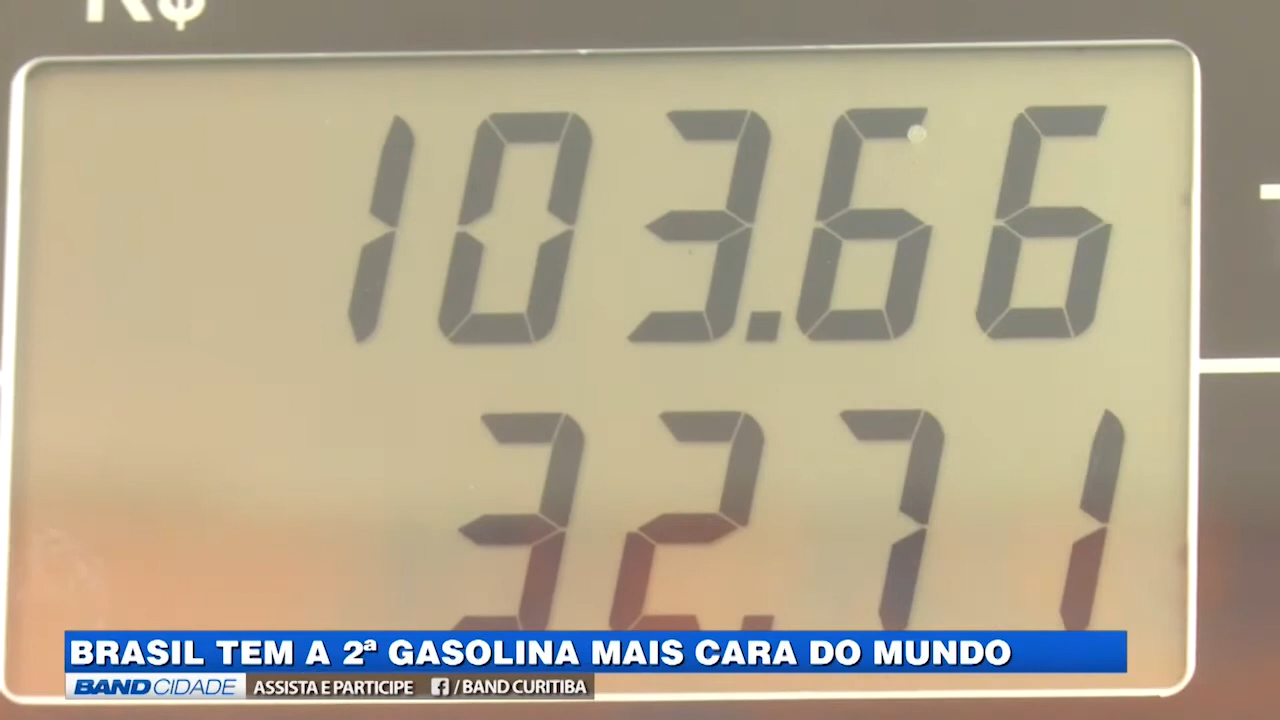 R$
103.66
32.71
BRASIL TEM A 2ª GASOLINA MAIS CARA DO MUNDO
BAND CIDADE ASSISTA E PARTICIPE f/BAND CURITIBA